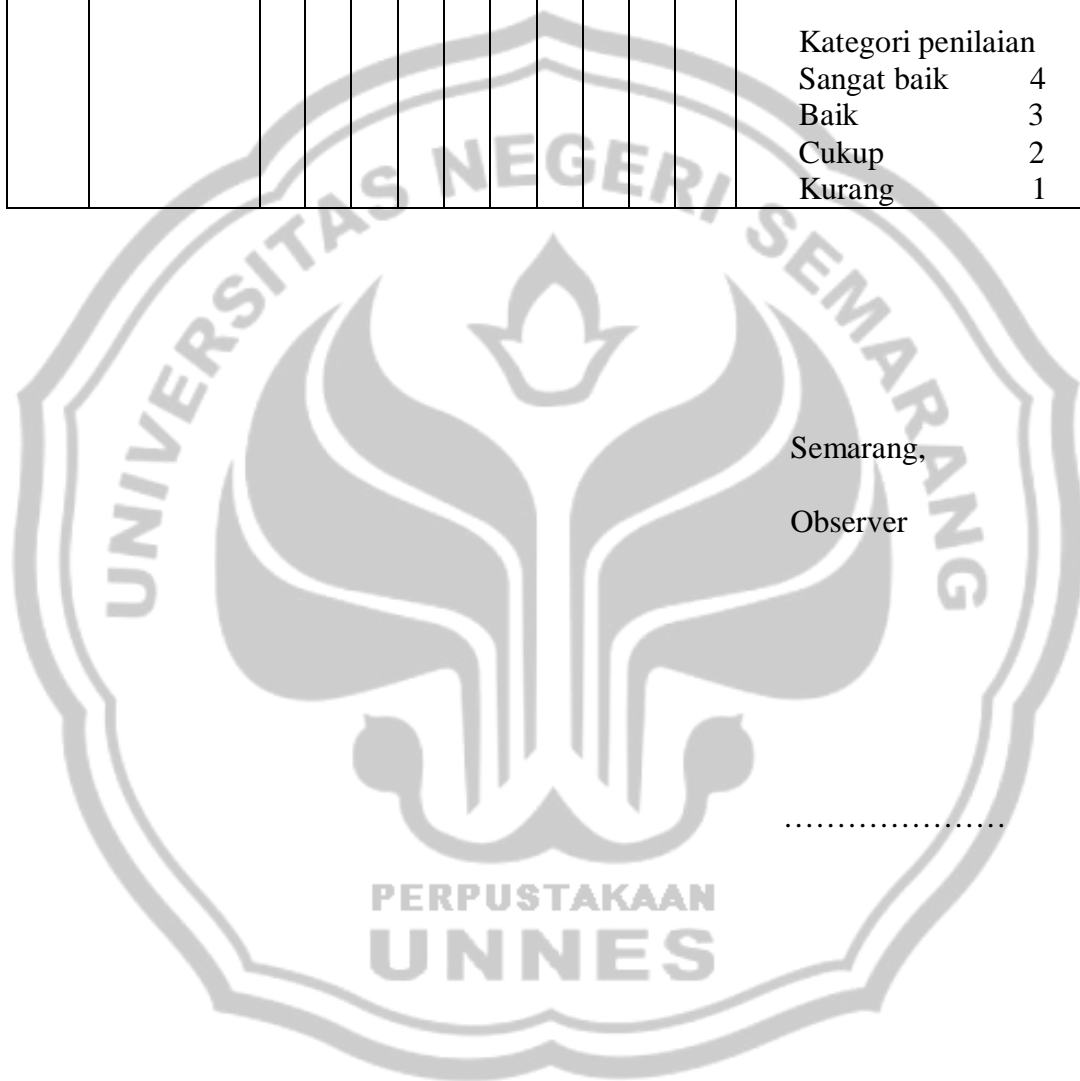 Kategori penilaian
Sangat baik 4
Baik 3
Cukup 2
Kurang 1
UNIVERSITAS NEGERI SEMARANG
Semarang,
Observer
.....................
PERPUSTAKAAN
UNNES